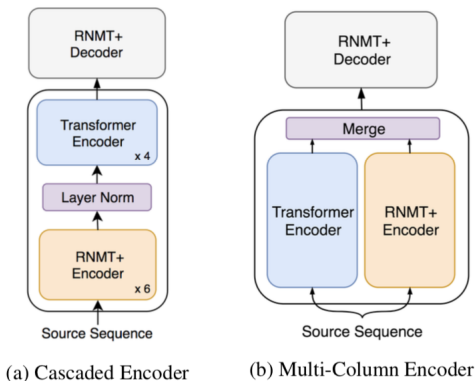 RNMT+
Decoder
Transformer
Encoder
x 4
Layer Norm
RNMT+
Encoder
x 6
Source Sequence
(a) Cascaded Encoder
RNMT+
Decoder
Merge
Transformer
Encoder
RNMT+
Encoder
Source Sequence
(b) Multi-Column Encoder